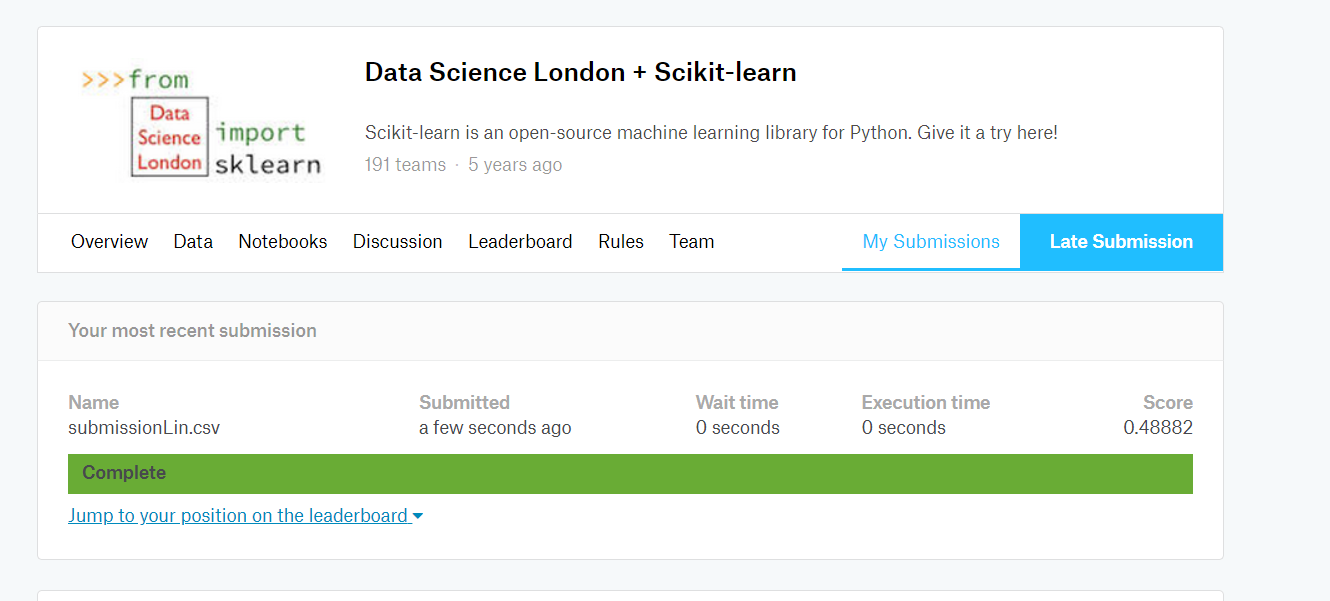 >>>from
Data
Science
London
import
sklearn
Data Science London + Scikit-learn
Scikit-learn is an open-source machine learning library for Python. Give it a try here!
191 teams · 5 years ago
Overview Data Notebooks Discussion Leaderboard Rules Team My Submissions Late Submission
Your most recent submission
Name Submitted Wait time Execution time Score
submissionLin.csv a few seconds ago 0 seconds 0 seconds 0.48882
Complete
Jump to your position on the leaderboard